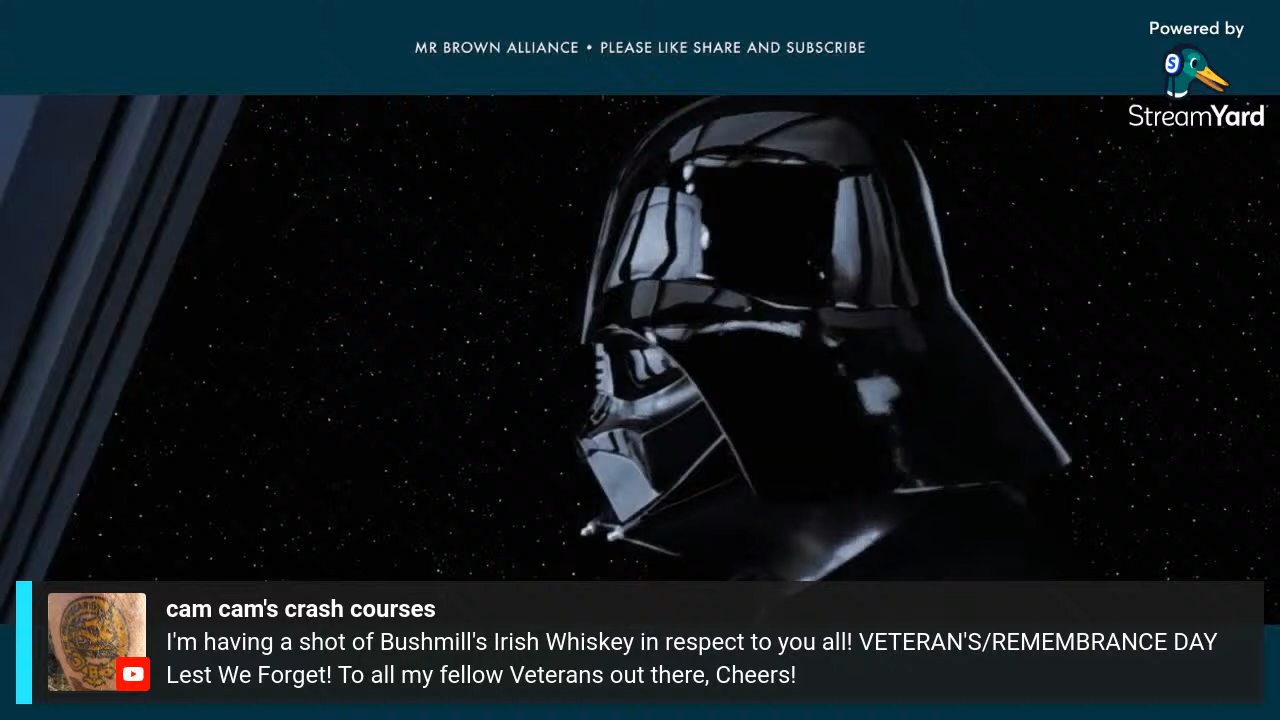 MR BROWN ALLIANCE • PLEASE LIKE SHARE AND SUBSCRIBE
Powered by
S
StreamYard
cam cam's crash courses
I'm having a shot of Bushmill's Irish Whiskey in respect to you all! VETERAN'S/REMEMBRANCE DAY
Lest We Forget! To all my fellow Veterans out there, Cheers!